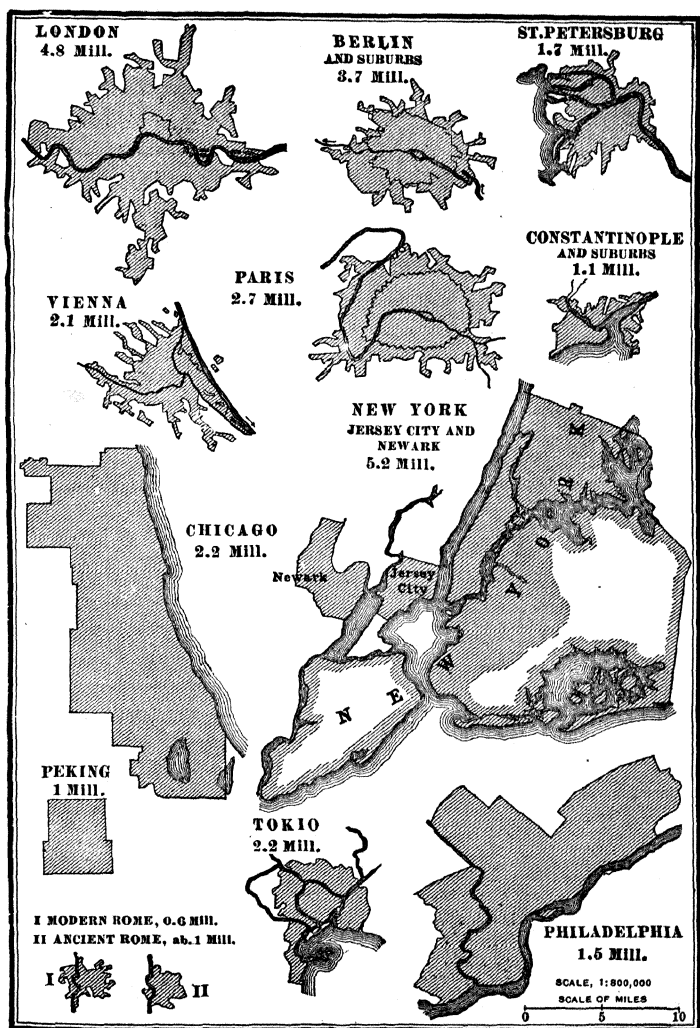 LONDON
4.8 Mill.
BERLIN
AND SUBURBS
3.7 Mill.
ST.PETERSBURG
1.7 Mill.
CONSTANTINOPLE
AND SUBURBS
1.1 Mill.
PARIS
2.7 Mill.
VIENNA
2.1 Mill.
NEW YORK
JERSEY CITY AND
NEWARK
5.2 Mill.
CHICAGO
2.2 Mill.
Newark
Jersey
City
NEW YORK
PEKING
1 Mill.
TOKIO
2.2 Mill.
I MODERN ROME, 0.6 Mill.
II ANCIENT ROME, ab.1 Mill.
I
II
PHILADELPHIA
1.5 Mill.
SCALE, 1:800,000
SCALE OF MILES
0 5 10